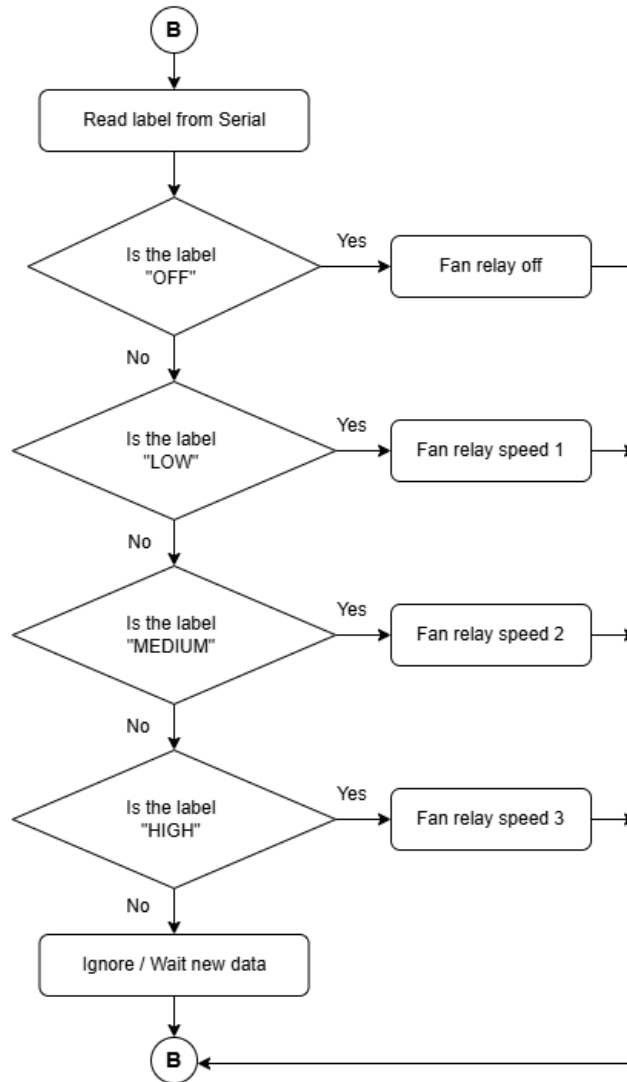 B
Read label from Serial
Is the label
"OFF"
Yes
Fan relay off
No
Is the label
"LOW"
Yes
Fan relay speed 1
No
Is the label
"MEDIUM"
Yes
Fan relay speed 2
No
Is the label
"HIGH"
Yes
Fan relay speed 3
No
Ignore / Wait new data
B